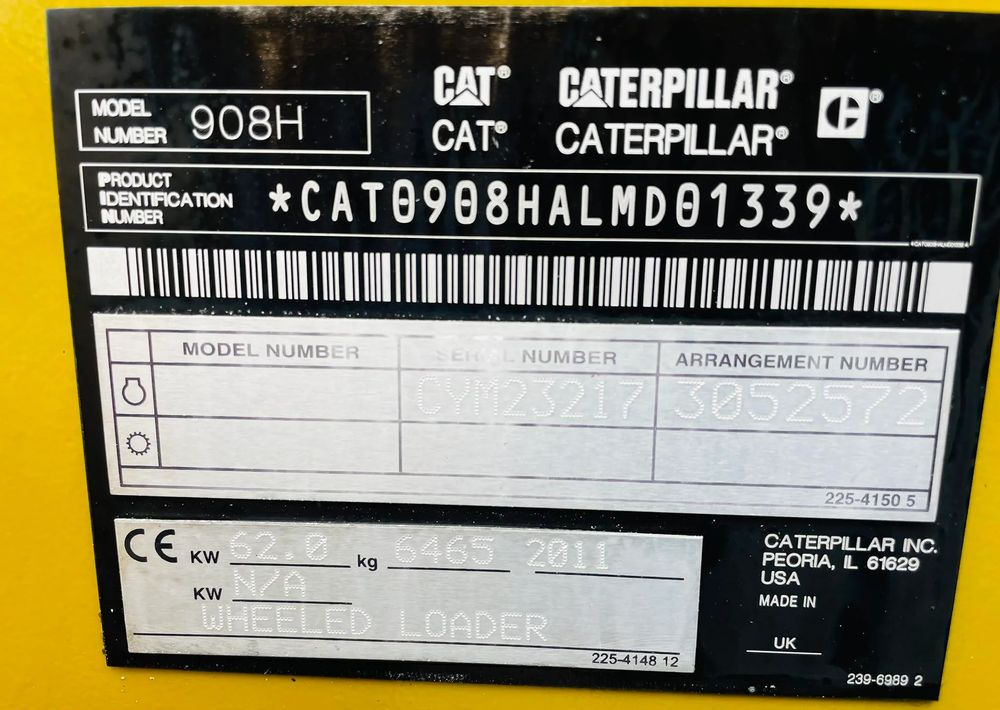 CAT® CATERPILLAR®
CAT® CATERPILLAR®
MODEL
NUMBER 908H
PRODUCT
IDENTIFICATION
NUMBER
*CAT0908HALMD01339*
*CAT0908HALMD01339*
MODEL NUMBER SERIAL NUMBER ARRANGEMENT NUMBER
CYM23217 3052572
225-4150 5
CE KW 62.0 kg 6465 2011
KW N/A
WHEELED LOADER
225-4148 12
CATERPILLAR INC.
PEORIA, IL 61629
USA
MADE IN
UK
239-6989 2